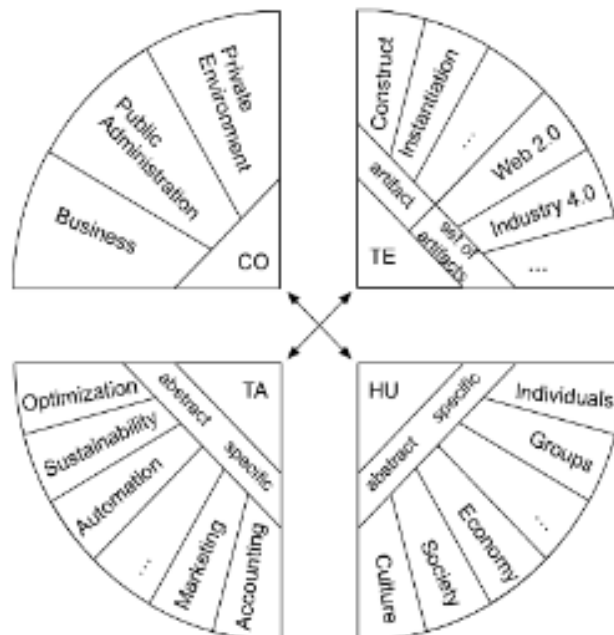 Business
Public
Administration
Private
Environment
CO
Construct
Instantiation
...
Web 2.0
Industry 4.0
...
artifact
set of
artifacts
TE
Optimization
Sustainability
Automation
...
Marketing
Accounting
abstract
specific
TA
HU
specific
abstract
Individuals
Groups
...
Economy
Society
Culture